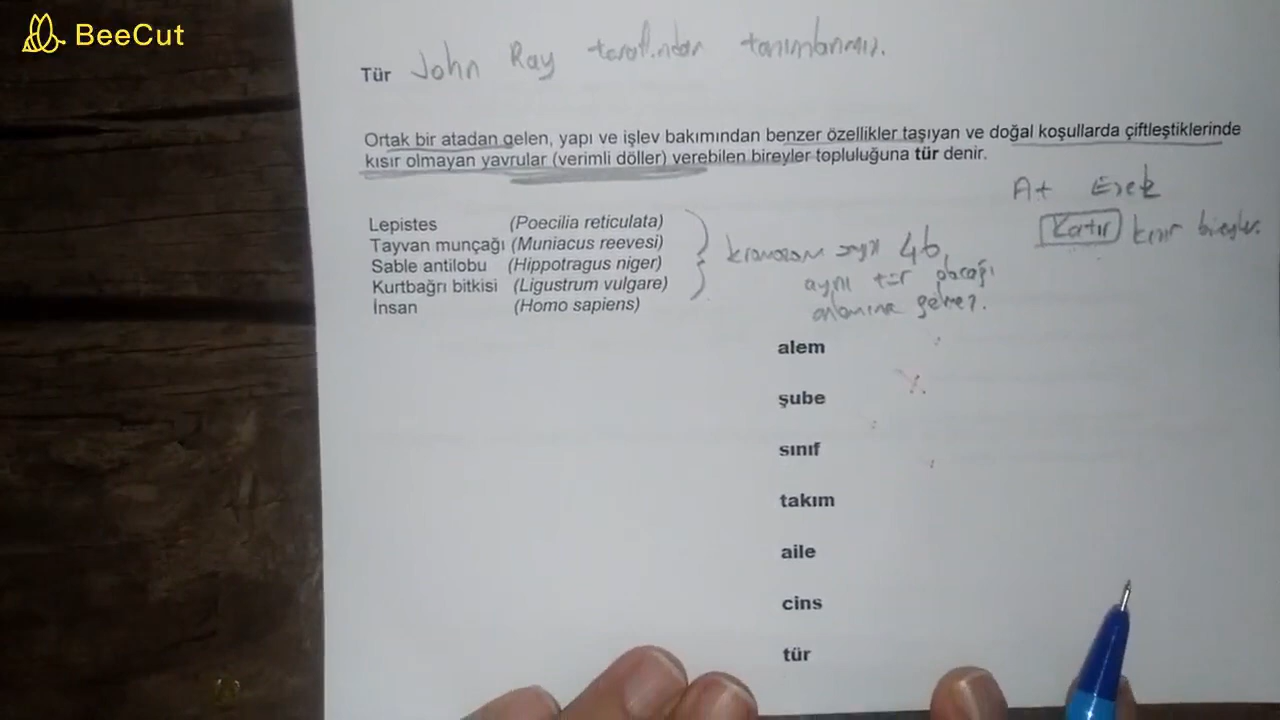 BeeCut
Tür John Ray tarafından tanımlanmış.
Ortak bir atadan gelen, yapı ve işlev bakımından benzer özellikler taşıyan ve doğal koşullarda çiftleştiklerinde
kısır olmayan yavrular (verimli döller) verebilen bireyler topluluğuna tür denir.
At Eşek
Katır kısır bireyler.
Lepistes (Poecilia reticulata)
Tayvan munçağı (Muniacus reevesi)
Sable antilobu (Hippotragus niger)
Kurtbağrı bitkisi (Ligustrum vulgare)
İnsan (Homo sapiens)
kromozom sayısı 46,
aynı tür olacağı
anlamına gelmez.
alem
şube
sınıf
takım
aile
cins
tür